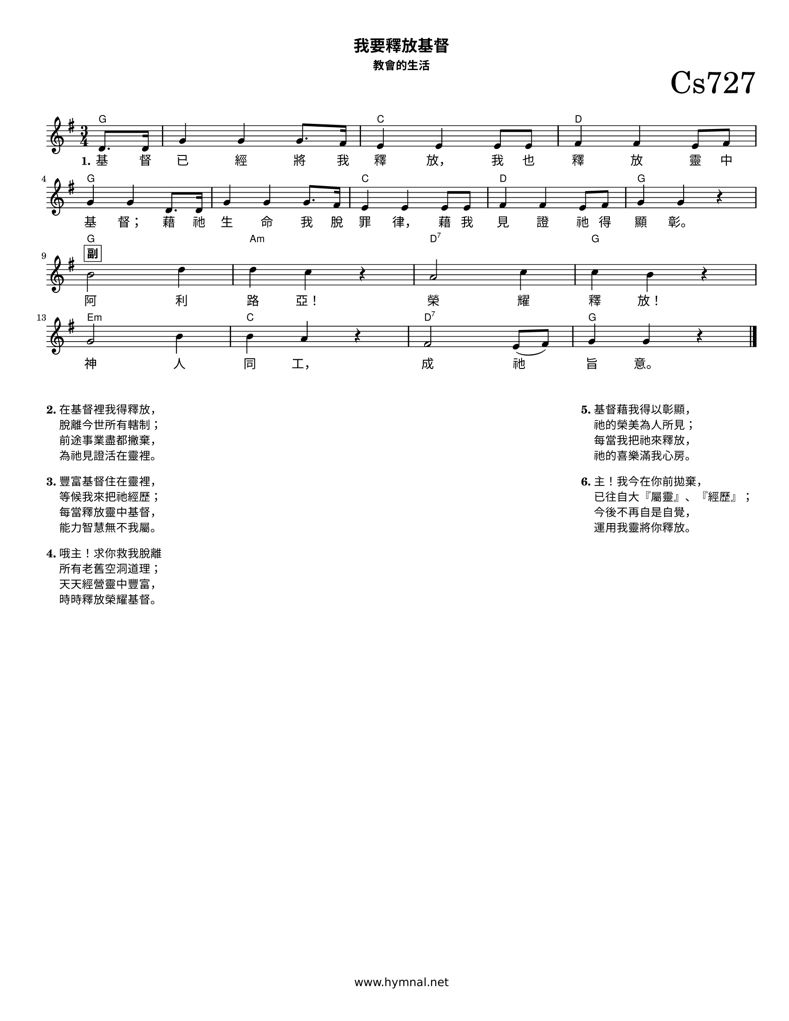 我要釋放基督
教會的生活
Cs727
G C D
3
4
1. 基 督 已 經 將 我 釋 放， 我 也 釋 放 靈 中
4 G C D G
基 督； 藉 祂 生 命 我 脫 罪 律， 藉 我 見 證 祂 得 顯 彰。
9 G Am D7 G
副
阿 利 路 亞！ 榮 耀 釋 放！
13 Em C D7 G
神 人 同 工， 成 祂 旨 意。
2. 在基督裡我得釋放，
脫離今世所有轄制；
前途事業盡都撇棄，
為祂見證活在靈裡。
3. 豐富基督住在靈裡，
等候我來把祂經歷；
每當釋放靈中基督，
能力智慧無不我屬。
4. 哦主！求你救我脫離
所有老舊空洞道理；
天天經營靈中豐富，
時時釋放榮耀基督。
5. 基督藉我得以彰顯，
祂的榮美為人所見；
每當我把祂來釋放，
祂的喜樂滿我心房。
6. 主！我今在你前拋棄，
已往自大『屬靈』、『經歷』；
今後不再自是自覺，
運用我靈將你釋放。
www.hymnal.net